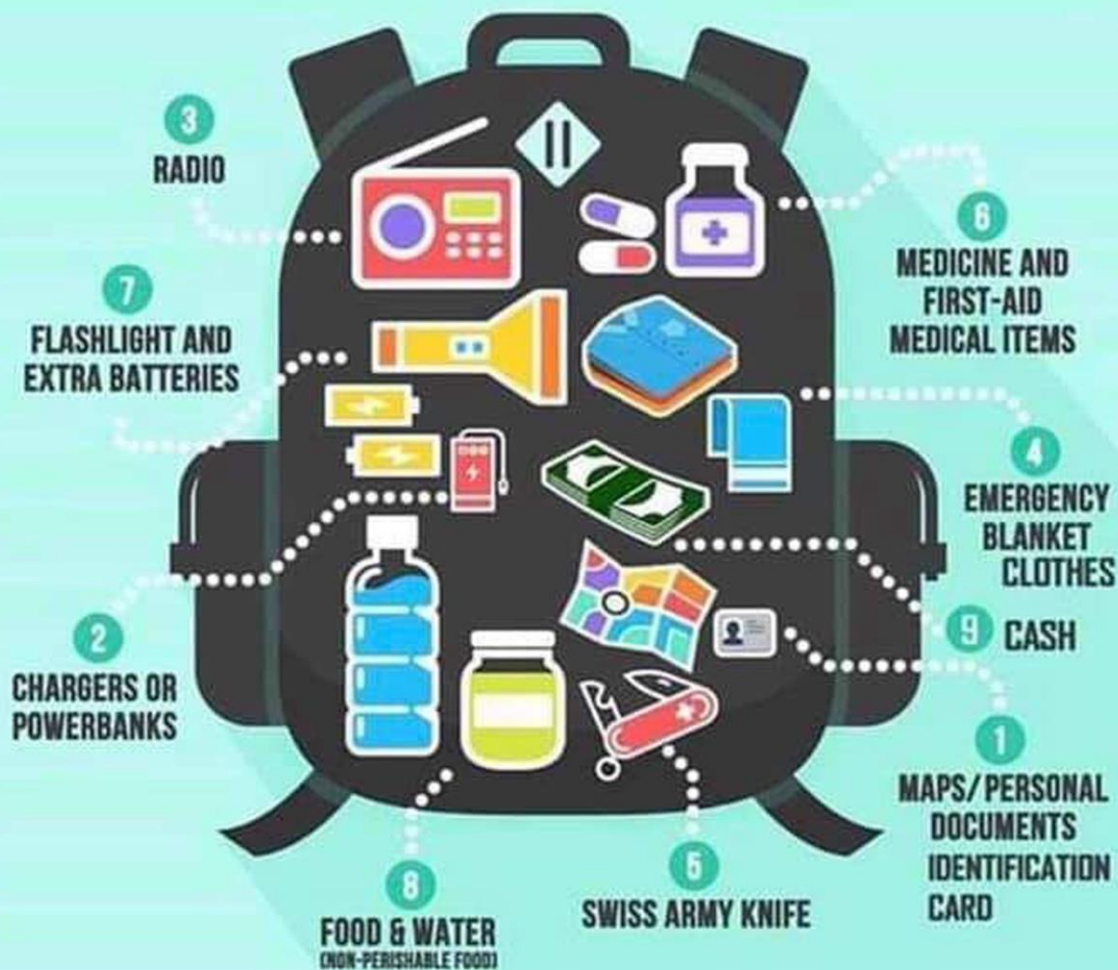 3
RADIO
7
FLASHLIGHT AND
EXTRA BATTERIES
2
CHARGERS OR
POWERBANKS
8
FOOD & WATER
(NON-PERISHABLE FOOD)
5
SWISS ARMY KNIFE
6
MEDICINE AND
FIRST-AID
MEDICAL ITEMS
4
EMERGENCY
BLANKET
CLOTHES
9 CASH
1
MAPS/PERSONAL
DOCUMENTS
IDENTIFICATION
CARD